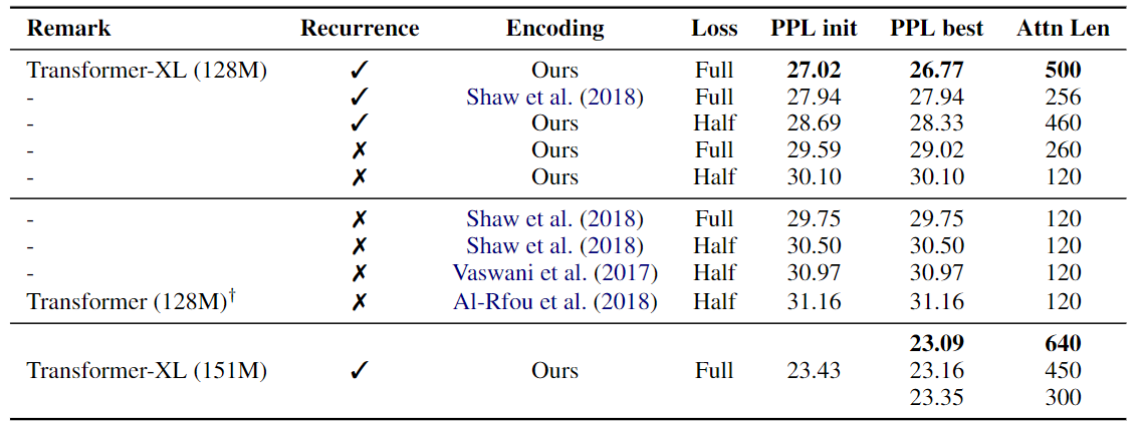 Remark Recurrence Encoding Loss PPL init PPL best Attn Len
Transformer-XL (128M) ✓ Ours Full 27.02 26.77 500
- ✓ Shaw et al. (2018) Full 27.94 27.94 256
- ✓ Ours Half 28.69 28.33 460
- ✗ Ours Full 29.59 29.02 260
- ✗ Ours Half 30.10 30.10 120
- ✗ Shaw et al. (2018) Full 29.75 29.75 120
- ✗ Shaw et al. (2018) Half 30.50 30.50 120
- ✗ Vaswani et al. (2017) Half 30.97 30.97 120
Transformer (128M)† ✗ Al-Rfou et al. (2018) Half 31.16 31.16 120
23.09 640
Transformer-XL (151M) ✓ Ours Full 23.43 23.16 450
23.35 300